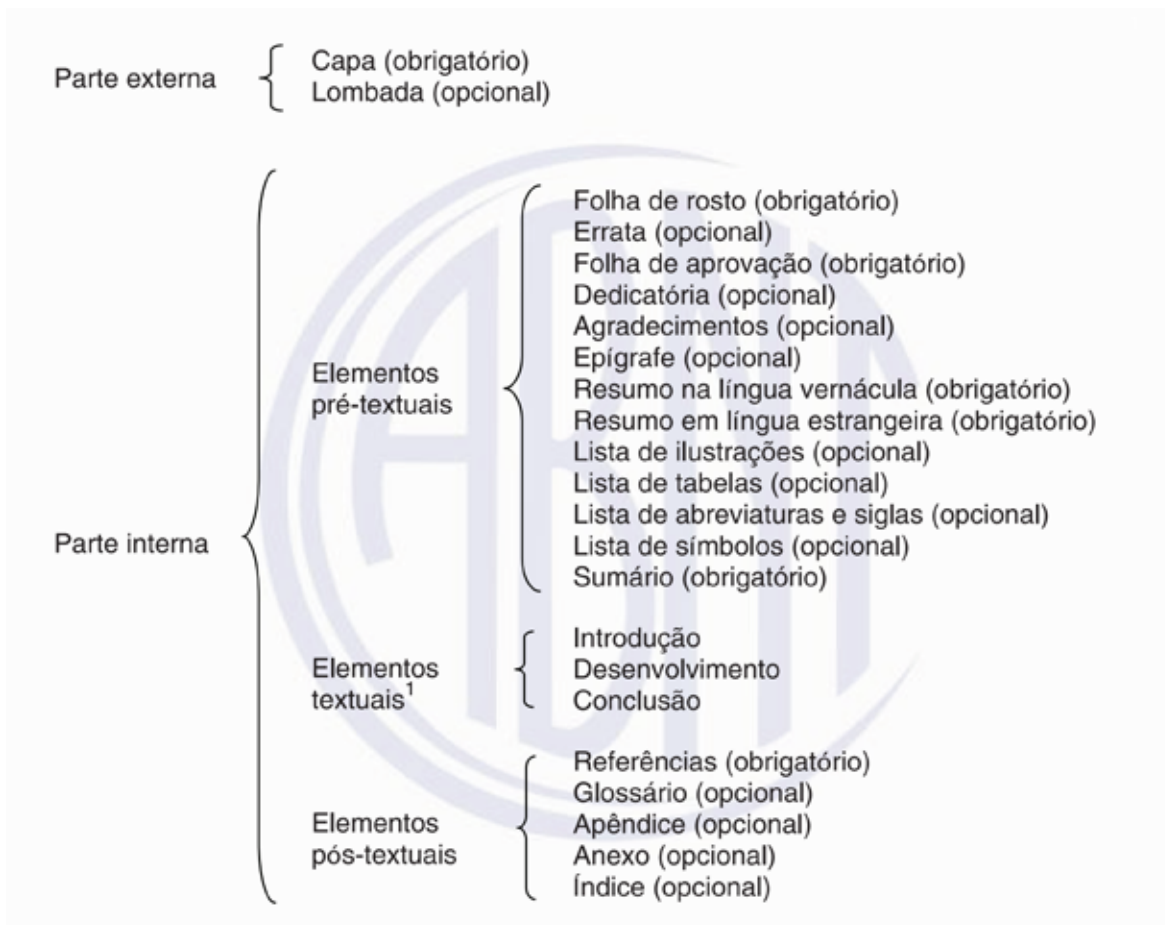 Parte externa
Capa (obrigatório)
Lombada (opcional)
Parte interna
Elementos
pré-textuais
Folha de rosto (obrigatório)
Errata (opcional)
Folha de aprovação (obrigatório)
Dedicatória (opcional)
Agradecimentos (opcional)
Epígrafe (opcional)
Resumo na língua vernácula (obrigatório)
Resumo em língua estrangeira (obrigatório)
Lista de ilustrações (opcional)
Lista de tabelas (opcional)
Lista de abreviaturas e siglas (opcional)
Lista de símbolos (opcional)
Sumário (obrigatório)
Elementos
textuais¹
Introdução
Desenvolvimento
Conclusão
Elementos
pós-textuais
Referências (obrigatório)
Glossário (opcional)
Apêndice (opcional)
Anexo (opcional)
Índice (opcional)
ABNT